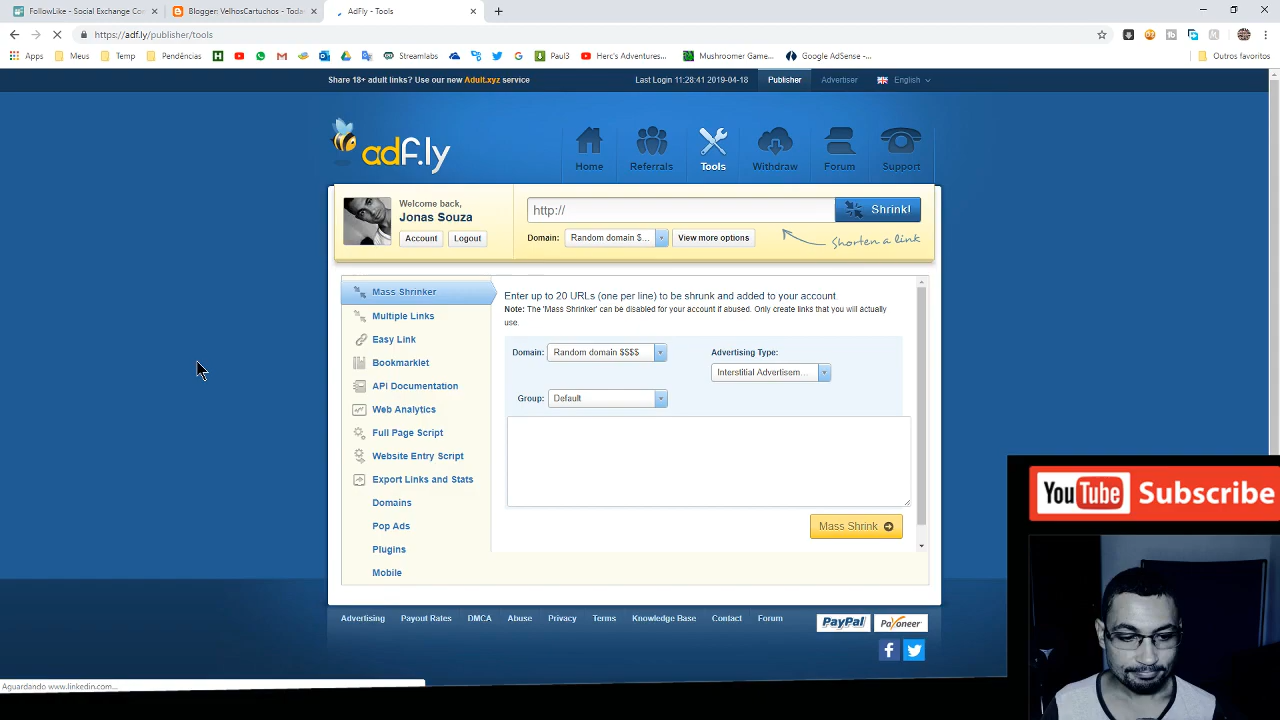 FollowLike - Social Exchange Co
Blogger: VelhosCartuchos - Toda
AdFly - Tools
https://adf.ly/publisher/tools
Apps
Meus
Temp
Pendências
Streamlabs
Paul3
Herc's Adventures...
Mushroomer Game...
Google AdSense -...
Outros favoritos
Share 18+ adult links? Use our new Adult.xyz service
Last Login 11:28:41 2019-04-18
Publisher
Advertiser
English
adf.ly
Home
Referrals
Tools
Withdraw
Forum
Support
Welcome back,
Jonas Souza
Account
Logout
http://
Shrink!
Domain:
Random domain $...
View more options
Shorten a link
Mass Shrinker
Multiple Links
Easy Link
Bookmarklet
API Documentation
Web Analytics
Full Page Script
Website Entry Script
Export Links and Stats
Domains
Pop Ads
Plugins
Mobile
Enter up to 20 URLs (one per line) to be shrunk and added to your account.
Note: The 'Mass Shrinker' can be disabled for your account if abused. Only create links that you will actually
use.
Domain:
Random domain $$$$
Advertising Type:
Interstitial Advertisem...
Group:
Default
Mass Shrink
Advertising
Payout Rates
DMCA
Abuse
Privacy
Terms
Knowledge Base
Contact
Forum
PayPal
Payoneer
Aguardando www.linkedin.com...
YouTube Subscribe